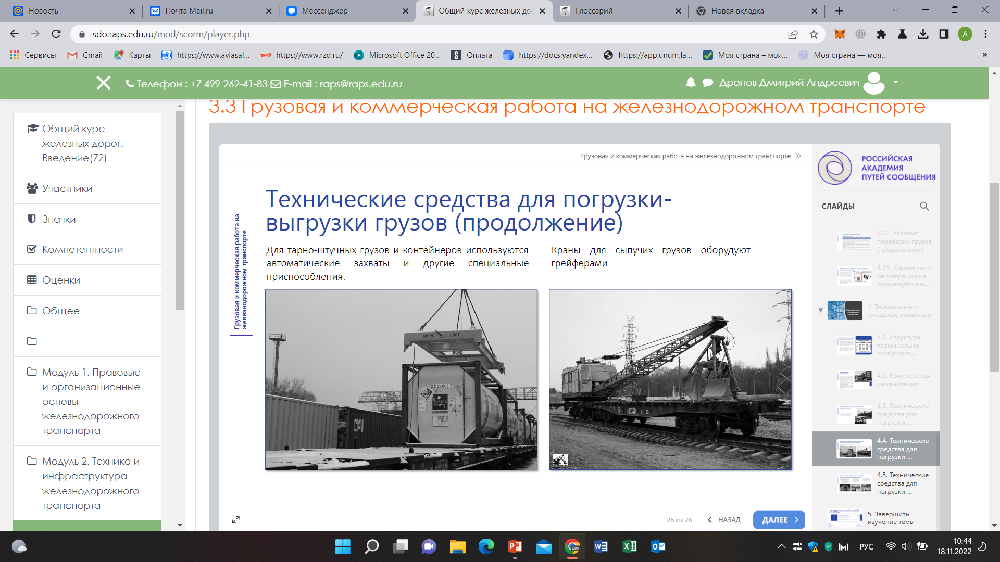 Новость
Почта Mail.ru
Мессенджер
Общий курс железных дор
Глоссарий
Новая вкладка
sdo.raps.edu.ru/mod/scorm/player.php
A
Сервисы
Gmail
Карты
https://www.aviasal...
https://www.rzd.ru/
Microsoft Office 20...
Оплата
https://docs.yandex...
https://app.unum.la...
Моя страна – моя...
Моя страна — моя...
Телефон : +7 499 262-41-83
E-mail : raps@raps.edu.ru
Дронов Дмитрий Андреевич
3.3 Грузовая и коммерческая работа на железнодорожном транспорте
Общий курс
железных дорог.
Введение(72)
Участники
Значки
Компетентности
Оценки
Общее
Модуль 1. Правовые
и организационные
основы
железнодорожного
транспорта
Модуль 2. Техника и
инфраструктура
железнодорожного
транспорта
Грузовая и коммерческая работа на железнодорожном транспорте
Грузовая и коммерческая работа на
железнодорожном транспорте
Технические средства для погрузки-
выгрузки грузов (продолжение)
Для тарно-штучных грузов и контейнеров используются
автоматические захваты и другие специальные
приспособления.
Краны для сыпучих грузов оборудуют
грейферами
OPEN LOCK
EXFU 053838 3
РОССИЙСКАЯ
АКАДЕМИЯ
ПУТЕЙ СООБЩЕНИЯ
СЛАЙДЫ
3.12. Условия
перевозки грузов
(продолжение)
3.13. Коммерческ
ие операции на
промежуточны...
4. Терминально-
складское хозяйство
4.1. Структура
терминально-
складского...
4.2. Комплексная
механизация
4.3. Технические
средства для
погрузки-...
4.4. Технические
средства для
погрузки-...
4.5. Технические
средства для
погрузки-...
5. Завершить
изучение темы
26 из 28
НАЗАД
ДАЛЕЕ
РУС
10:44
18.11.2022